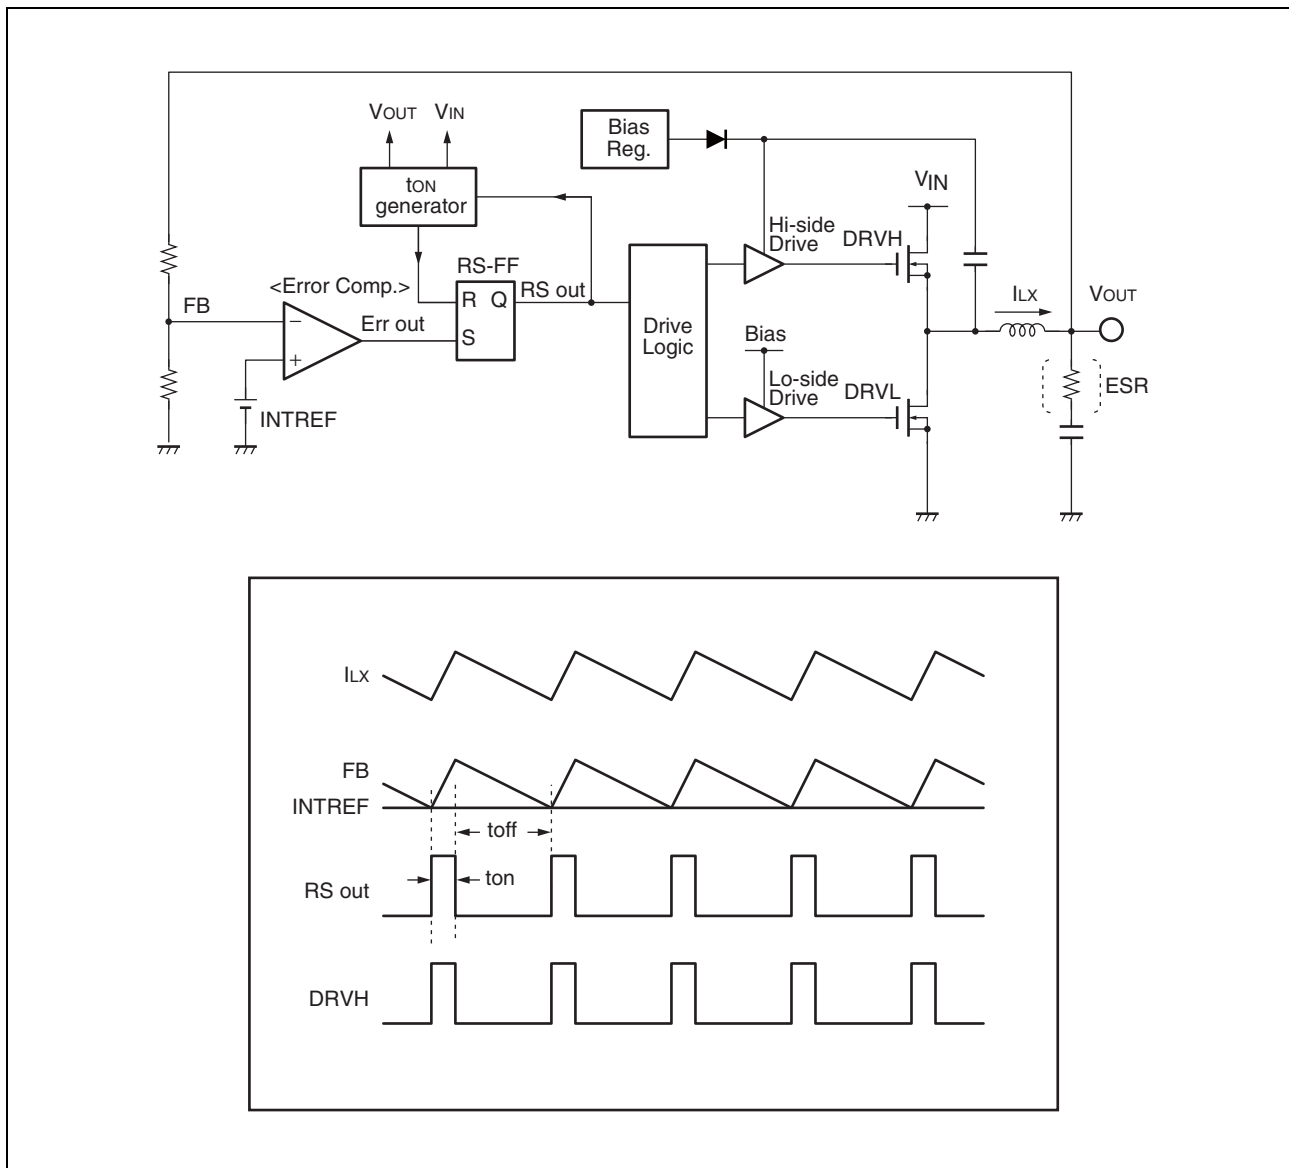 VOUT VIN
Bias
Reg.
tON
generator
VIN
Hi-side
Drive
DRVH
RS-FF
<Error Comp.>
R Q
RS out
FB
−
Err out
S
+
INTREF
Drive
Logic
Bias
Lo-side
Drive
DRVL
ILX
VOUT
ESR
ILX
FB
INTREF
toff
RS out
ton
DRVH